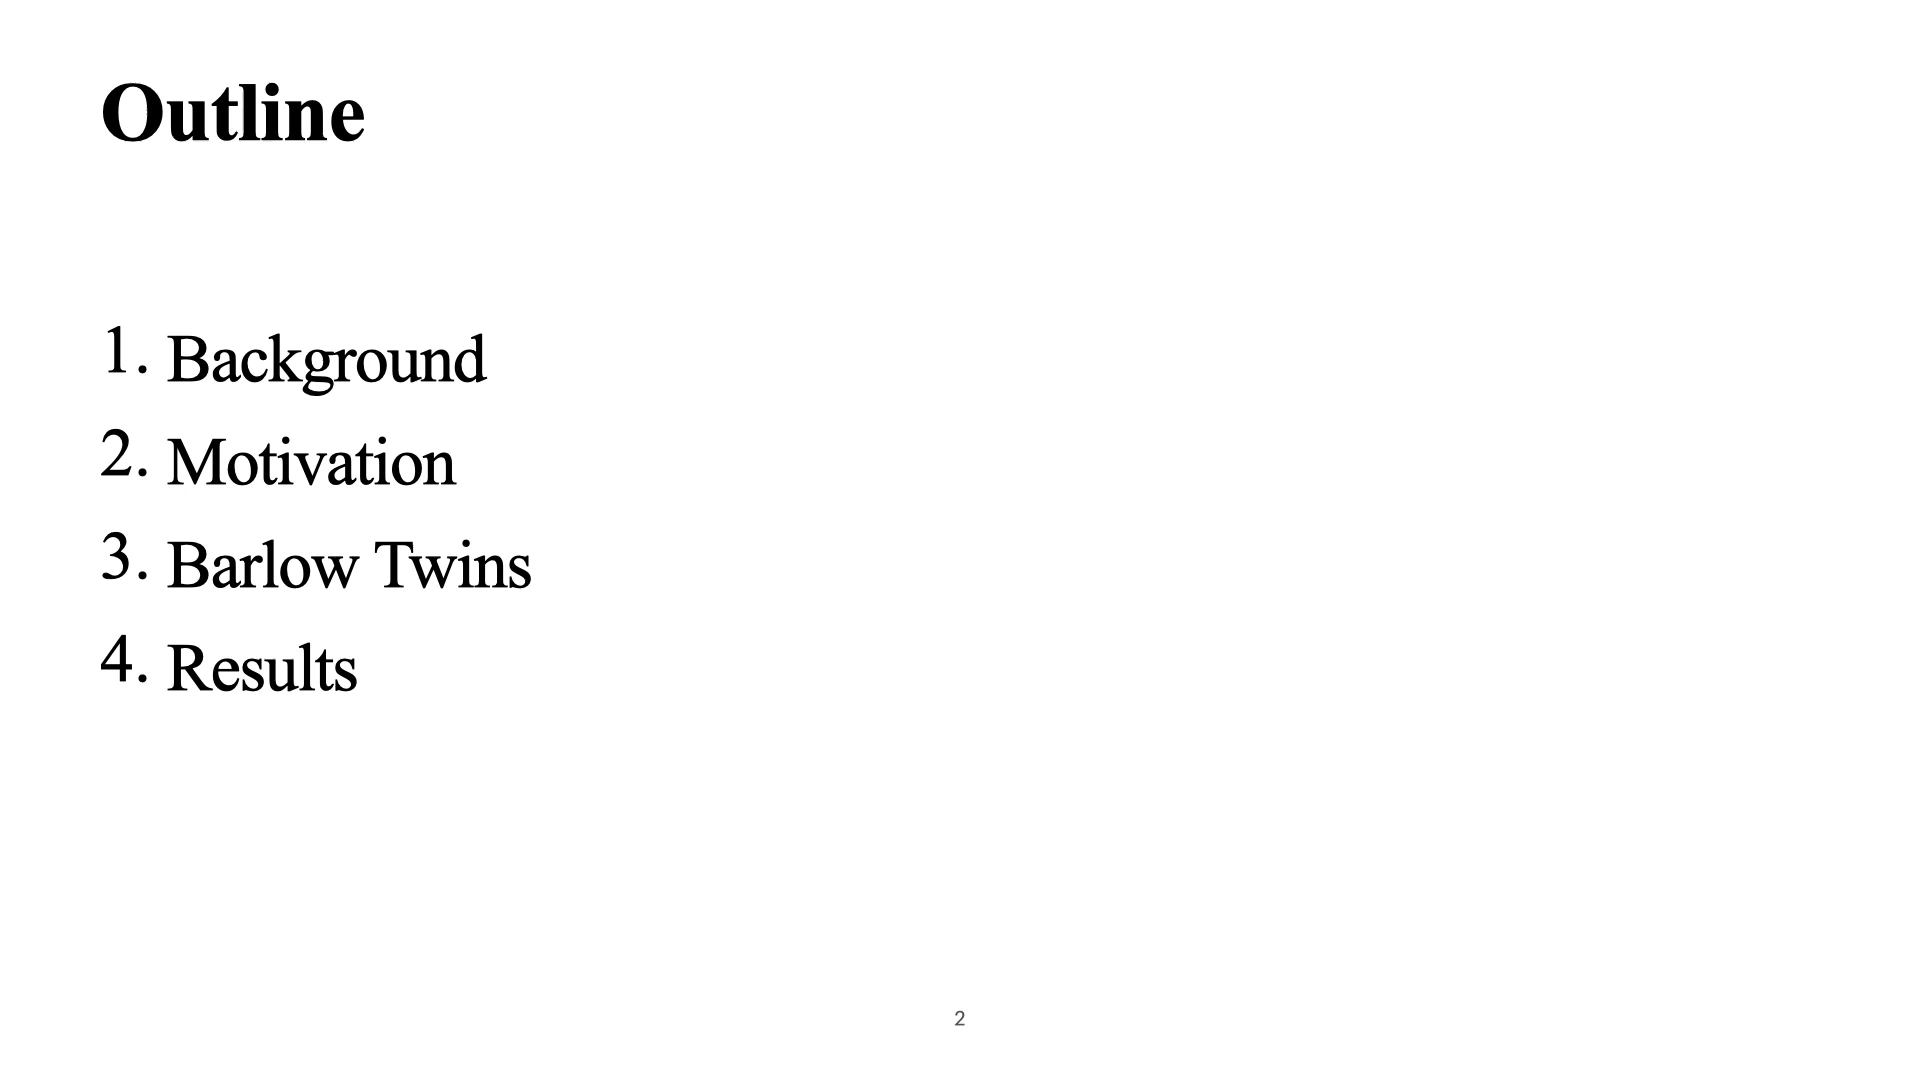 Outline
1. Background
2. Motivation
3. Barlow Twins
4. Results
2